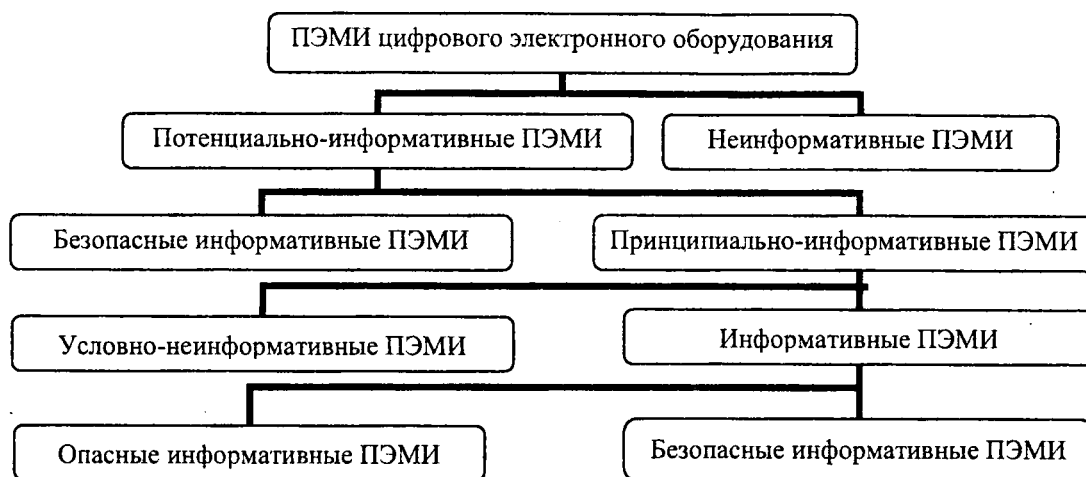 ПЭМИ цифрового электронного оборудования
Потенциально-информативные ПЭМИ
Неинформативные ПЭМИ
Безопасные информативные ПЭМИ
Принципиально-информативные ПЭМИ
Условно-неинформативные ПЭМИ
Информативные ПЭМИ
Опасные информативные ПЭМИ
Безопасные информативные ПЭМИ